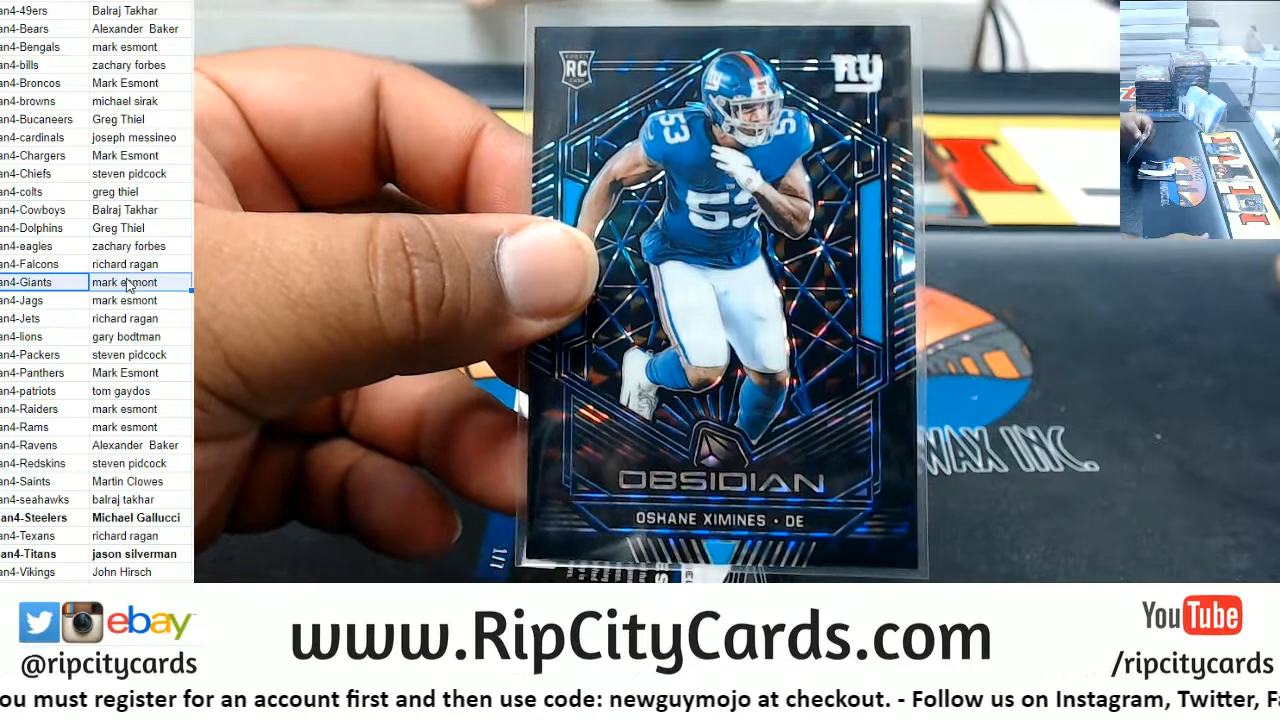 an4-49ers Balraj Takhar
an4-Bears Alexander Baker
an4-Bengals mark esmont
an4-bills zachary forbes
an4-Broncos Mark Esmont
an4-browns michael sirak
an4-Bucaneers Greg Thiel
an4-cardinals joseph messineo
an4-Chargers Mark Esmont
an4-Chiefs steven pidcock
an4-colts greg thiel
an4-Cowboys Balraj Takhar
an4-Dolphins Greg Thiel
an4-eagles zachary forbes
an4-Falcons richard ragan
an4-Giants mark esmont
an4-Jags mark esmont
an4-Jets richard ragan
an4-lions gary bodtman
an4-Packers steven pidcock
an4-Panthers Mark Esmont
an4-patriots tom gaydos
an4-Raiders mark esmont
an4-Rams mark esmont
an4-Ravens Alexander Baker
an4-Redskins steven pidcock
an4-Saints Martin Clowes
an4-seahawks balraj takhar
an4-Steelers Michael Gallucci
an4-Texans richard ragan
an4-Titans jason silverman
an4-Vikings John Hirsch
RC
ny
53
53
OBSIDIAN
OSHANE XIMINES • DE
1/1
WAX INC.
ebay
@ripcitycards
www.RipCityCards.com
YouTube
/ripcitycards
ou must register for an account first and then use code: newguymojo at checkout. - Follow us on Instagram, Twitter, Fa